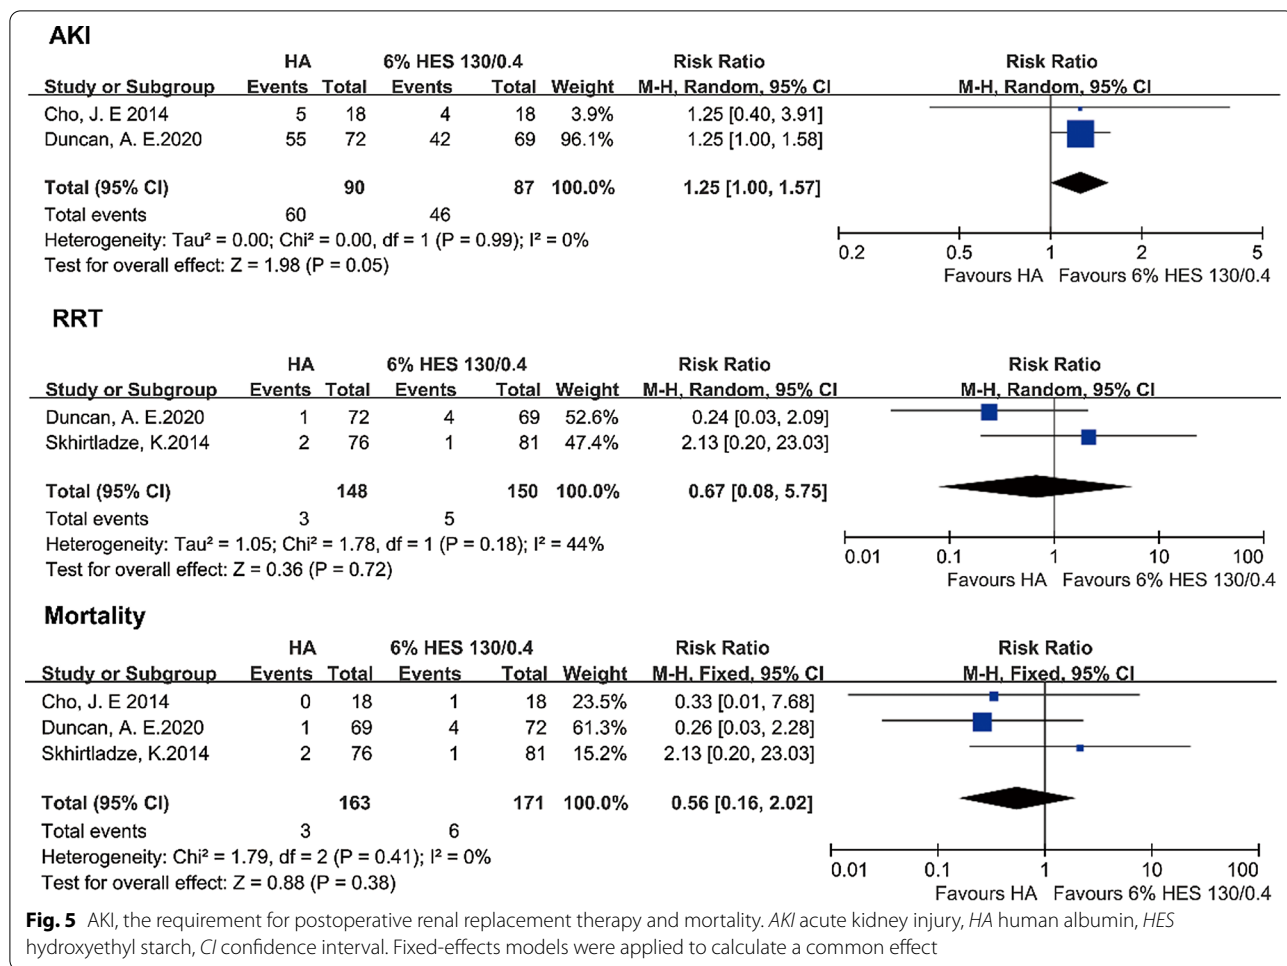 AKI
HA 6% HES 130/0.4 Risk Ratio Risk Ratio
Study or Subgroup Events Total Events Total Weight M-H, Random, 95% CI M-H, Random, 95% CI
Cho, J. E 2014 5 18 4 18 3.9% 1.25 [0.40, 3.91]
Duncan, A. E.2020 55 72 42 69 96.1% 1.25 [1.00, 1.58]
Total (95% CI) 90 87 100.0% 1.25 [1.00, 1.57]
Total events 60 46
Heterogeneity: Tau² = 0.00; Chi² = 0.00, df = 1 (P = 0.99); I² = 0%
Test for overall effect: Z = 1.98 (P = 0.05)
0.2 0.5 1 2 5
Favours HA Favours 6% HES 130/0.4
RRT
HA 6% HES 130/0.4 Risk Ratio Risk Ratio
Study or Subgroup Events Total Events Total Weight M-H, Random, 95% CI M-H, Random, 95% CI
Duncan, A. E.2020 1 72 4 69 52.6% 0.24 [0.03, 2.09]
Skhirtladze, K.2014 2 76 1 81 47.4% 2.13 [0.20, 23.03]
Total (95% CI) 148 150 100.0% 0.67 [0.08, 5.75]
Total events 3 5
Heterogeneity: Tau² = 1.05; Chi² = 1.78, df = 1 (P = 0.18); I² = 44%
Test for overall effect: Z = 0.36 (P = 0.72)
0.01 0.1 1 10 100
Favours HA Favours 6% HES 130/0.4
Mortality
HA 6% HES 130/0.4 Risk Ratio Risk Ratio
Study or Subgroup Events Total Events Total Weight M-H, Fixed, 95% CI M-H, Fixed, 95% CI
Cho, J. E 2014 0 18 1 18 23.5% 0.33 [0.01, 7.68]
Duncan, A. E.2020 1 69 4 72 61.3% 0.26 [0.03, 2.28]
Skhirtladze, K.2014 2 76 1 81 15.2% 2.13 [0.20, 23.03]
Total (95% CI) 163 171 100.0% 0.56 [0.16, 2.02]
Total events 3 6
Heterogeneity: Chi² = 1.79, df = 2 (P = 0.41); I² = 0%
Test for overall effect: Z = 0.88 (P = 0.38)
0.01 0.1 1 10 100
Favours HA Favours 6% HES 130/0.4
Fig. 5 AKI, the requirement for postoperative renal replacement therapy and mortality. AKI acute kidney injury, HA human albumin, HES
hydroxyethyl starch, CI confidence interval. Fixed-effects models were applied to calculate a common effect